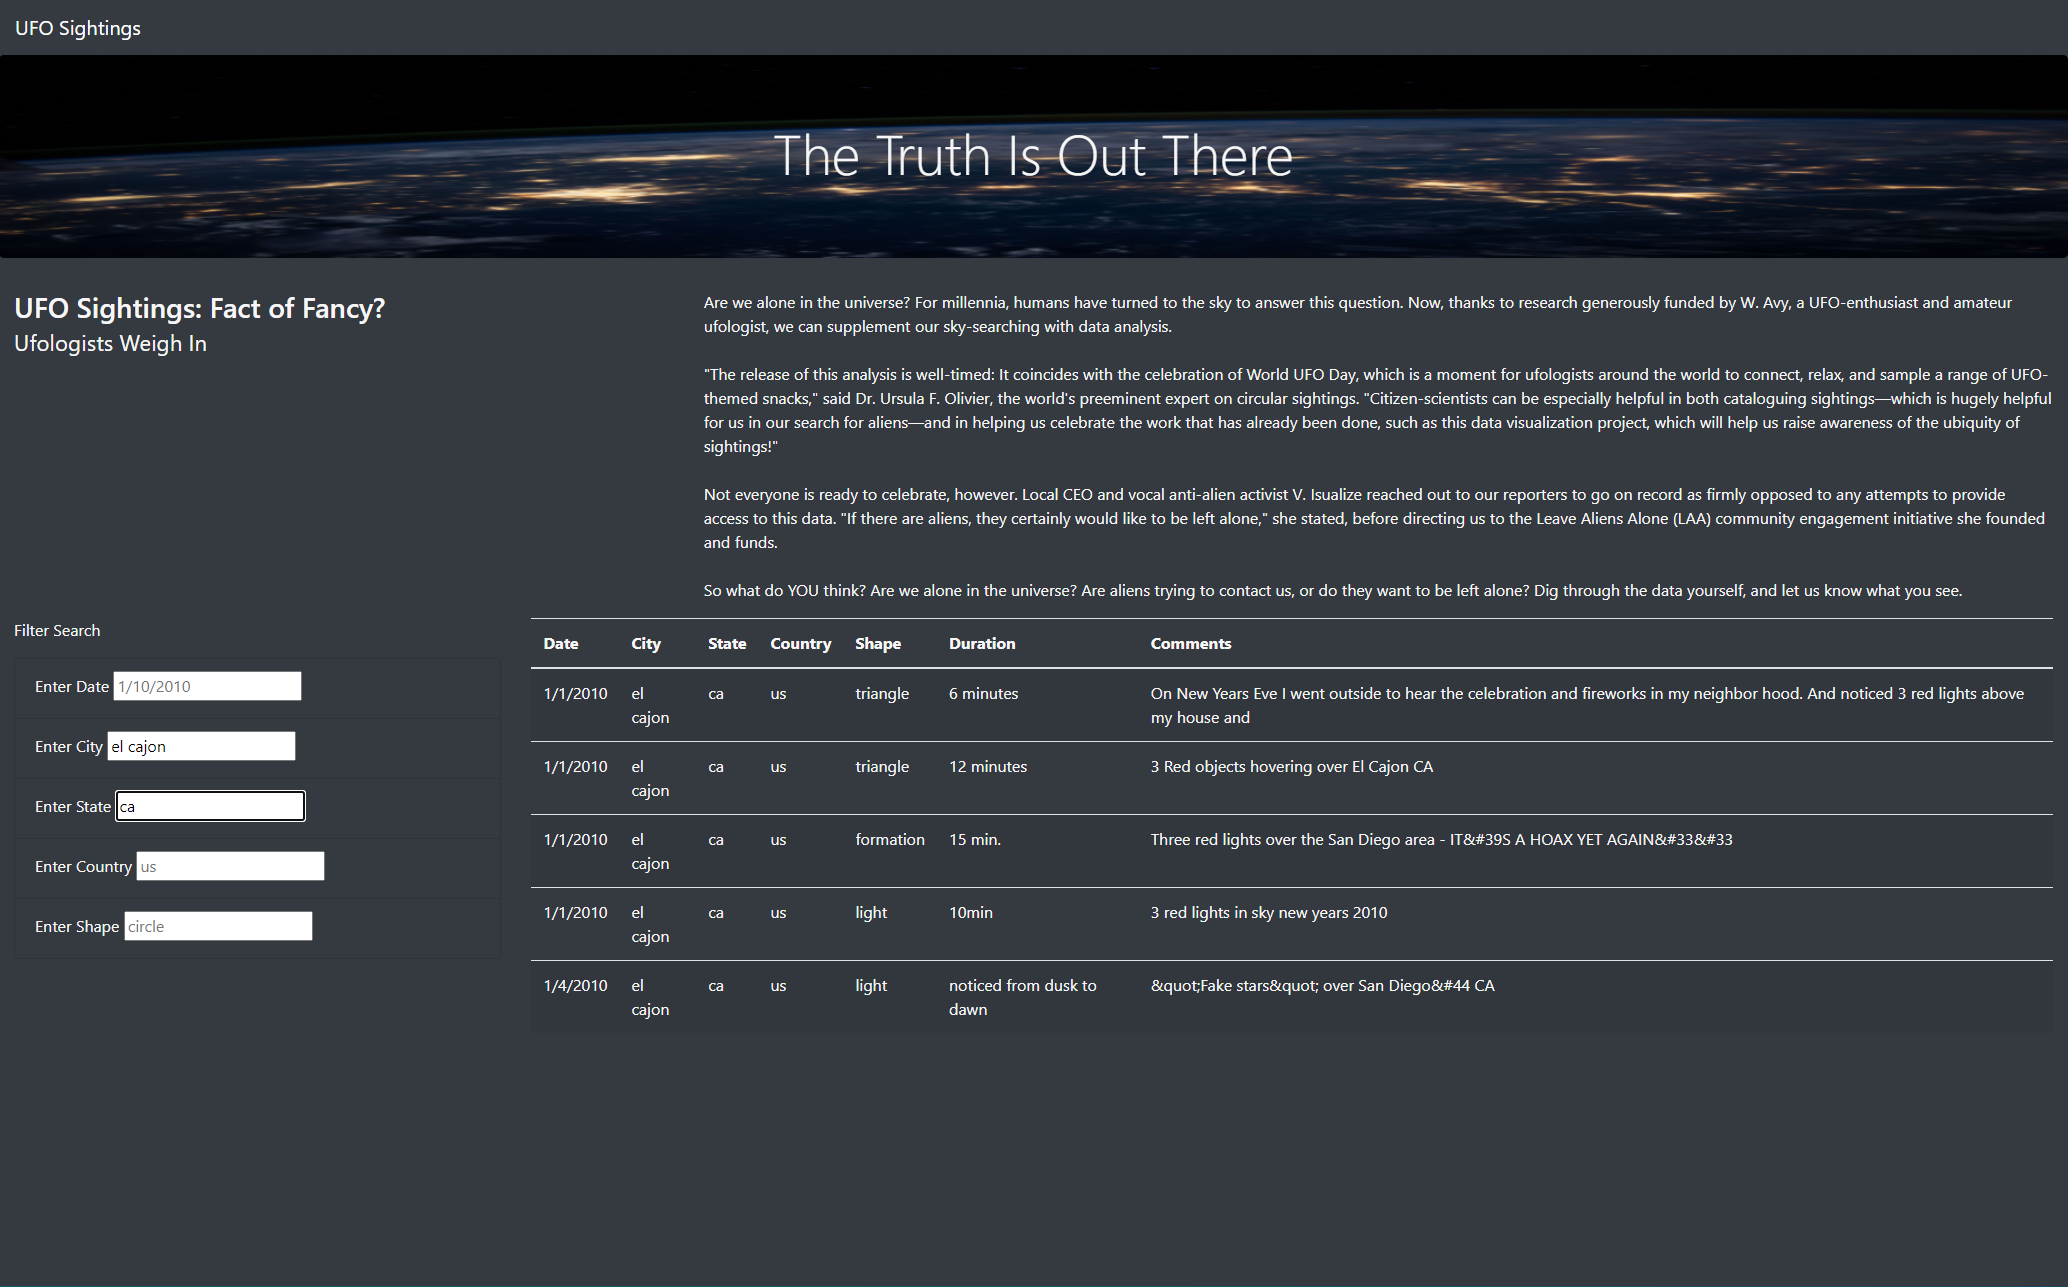 UFO Sightings
The Truth Is Out There
UFO Sightings: Fact of Fancy?
Ufologists Weigh In
Are we alone in the universe? For millennia, humans have turned to the sky to answer this question. Now, thanks to research generously funded by W. Avy, a UFO-enthusiast and amateur
ufologist, we can supplement our sky-searching with data analysis.
"The release of this analysis is well-timed: It coincides with the celebration of World UFO Day, which is a moment for ufologists around the world to connect, relax, and sample a range of UFO-
themed snacks," said Dr. Ursula F. Olivier, the world's preeminent expert on circular sightings. "Citizen-scientists can be especially helpful in both cataloguing sightings—which is hugely helpful
for us in our search for aliens—and in helping us celebrate the work that has already been done, such as this data visualization project, which will help us raise awareness of the ubiquity of
sightings!"
Not everyone is ready to celebrate, however. Local CEO and vocal anti-alien activist V. Isualize reached out to our reporters to go on record as firmly opposed to any attempts to provide
access to this data. "If there are aliens, they certainly would like to be left alone," she stated, before directing us to the Leave Aliens Alone (LAA) community engagement initiative she founded
and funds.
So what do YOU think? Are we alone in the universe? Are aliens trying to contact us, or do they want to be left alone? Dig through the data yourself, and let us know what you see.
Filter Search
Enter Date 1/10/2010
Enter City el cajon
Enter State ca
Enter Country us
Enter Shape circle
Date City State Country Shape Duration Comments
1/1/2010 el ca us triangle 6 minutes On New Years Eve I went outside to hear the celebration and fireworks in my neighbor hood. And noticed 3 red lights above
cajon my house and
1/1/2010 el ca us triangle 12 minutes 3 Red objects hovering over El Cajon CA
cajon
1/1/2010 el ca us formation 15 min. Three red lights over the San Diego area - IT&#39S A HOAX YET AGAIN&#33&#33
cajon
1/1/2010 el ca us light 10min 3 red lights in sky new years 2010
cajon
1/4/2010 el ca us light noticed from dusk to &quot;Fake stars&quot; over San Diego&#44 CA
cajon dawn